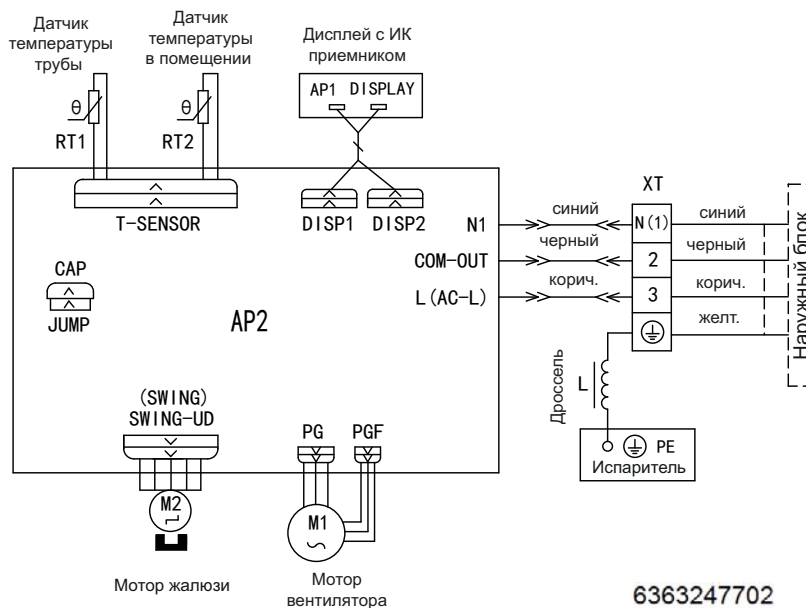 Датчик
температуры
трубы
Датчик
температуры
в помещении
Дисплей с ИК
приемником
AP1 DISPLAY
θ
RT1
θ
RT2
T-SENSOR
DISP1
DISP2
N1
COM-OUT
L(AC-L)
синий
черный
корич.
XT
N(1)
2
3
синий
черный
корич.
желт.
Наружный блок
CAP
JUMP
AP2
(SWING)
SWING-UD
PG
PGF
M2
M1
Мотор жалюзи
Мотор
вентилятора
Дроссель
L
PE
Испаритель
6363247702